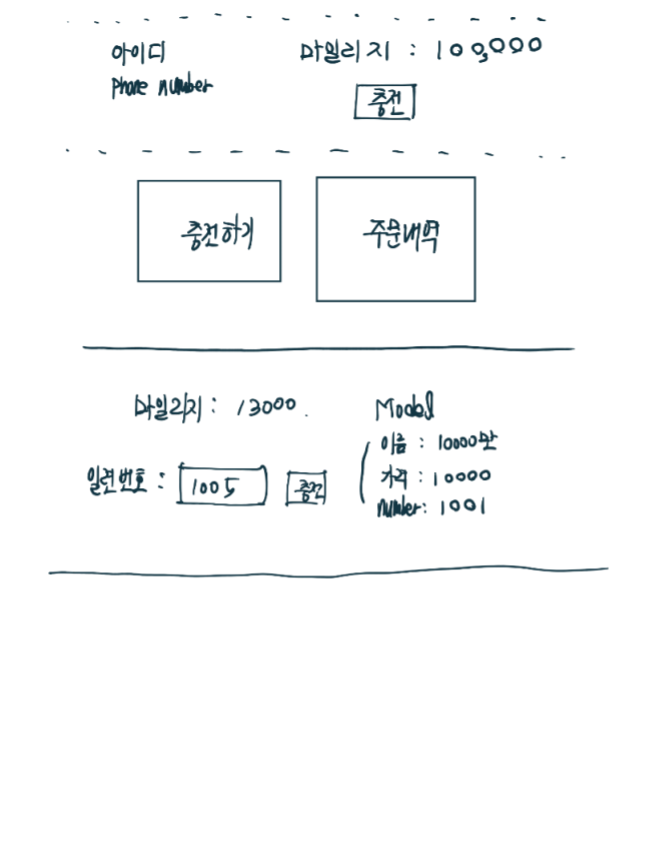 아이디
마일리지 : 100,000
phone number
충전
충전하기
주문내역
마일리지 : 13000.
Model
이름 : 10000만
일련번호 : 1005 충전
가격 : 10000
number : 1001